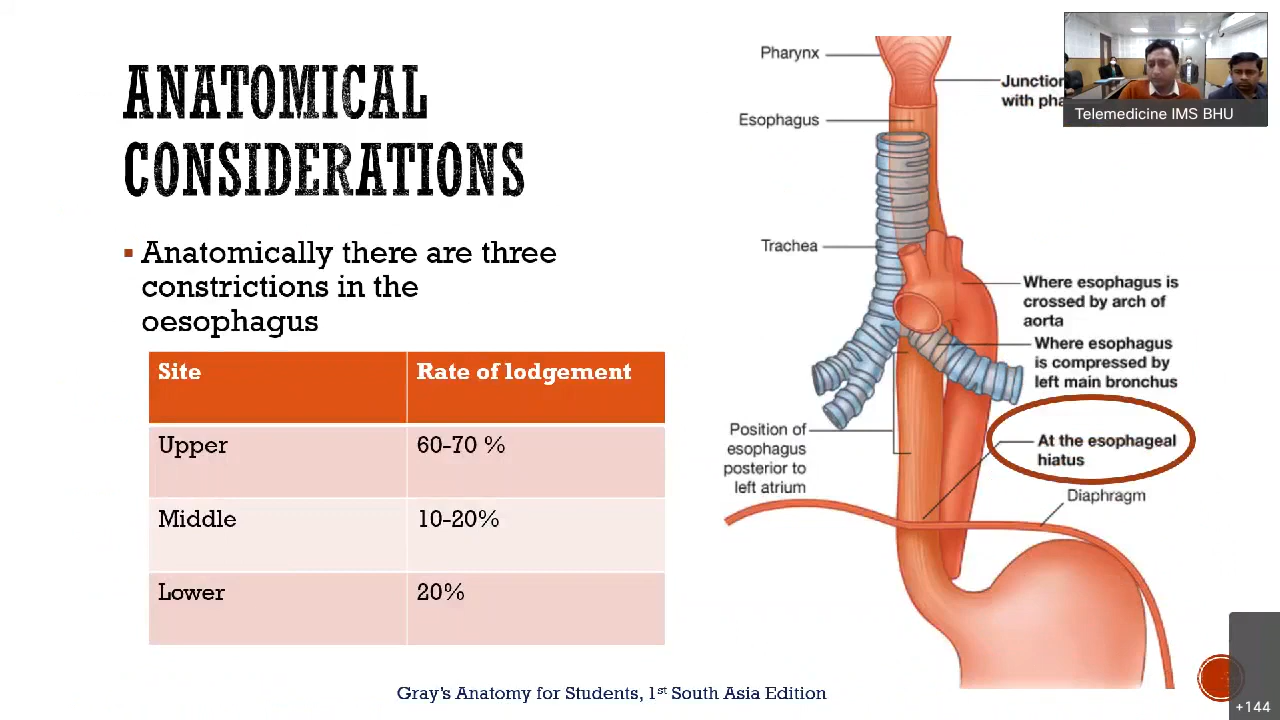 ANATOMICAL
CONSIDERATIONS
Anatomically there are three
constrictions in the
oesophagus
Site Rate of lodgement
Upper 60-70 %
Middle 10-20%
Lower 20%
Gray's Anatomy for Students, 1st South Asia Edition
Pharynx
Junction
Esophagus
with
Trachea
Where esophagus is
crossed by arch of
aorta
Where esophagus
is compressed by
left main bronchus
Position of
esophagus
posterior to
left atrium
At the esophageal
hiatus
Diaphragm
Telemedicine IMS BHU
+144